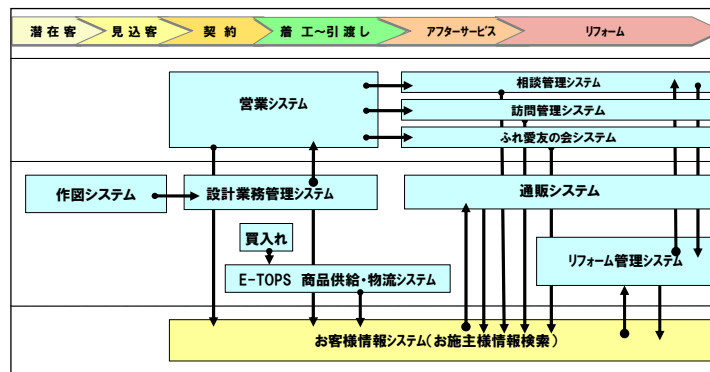 潜在客 見込客 契約 着工～引渡し アフターサービス リフォーム
営業システム
相談管理システム
訪問管理システム
ふれ愛友の会システム
作図システム
設計業務管理システム
通販システム
買入れ
E-TOPS 商品供給・物流システム
リフォーム管理システム
お客様情報システム(お施主様情報検索)